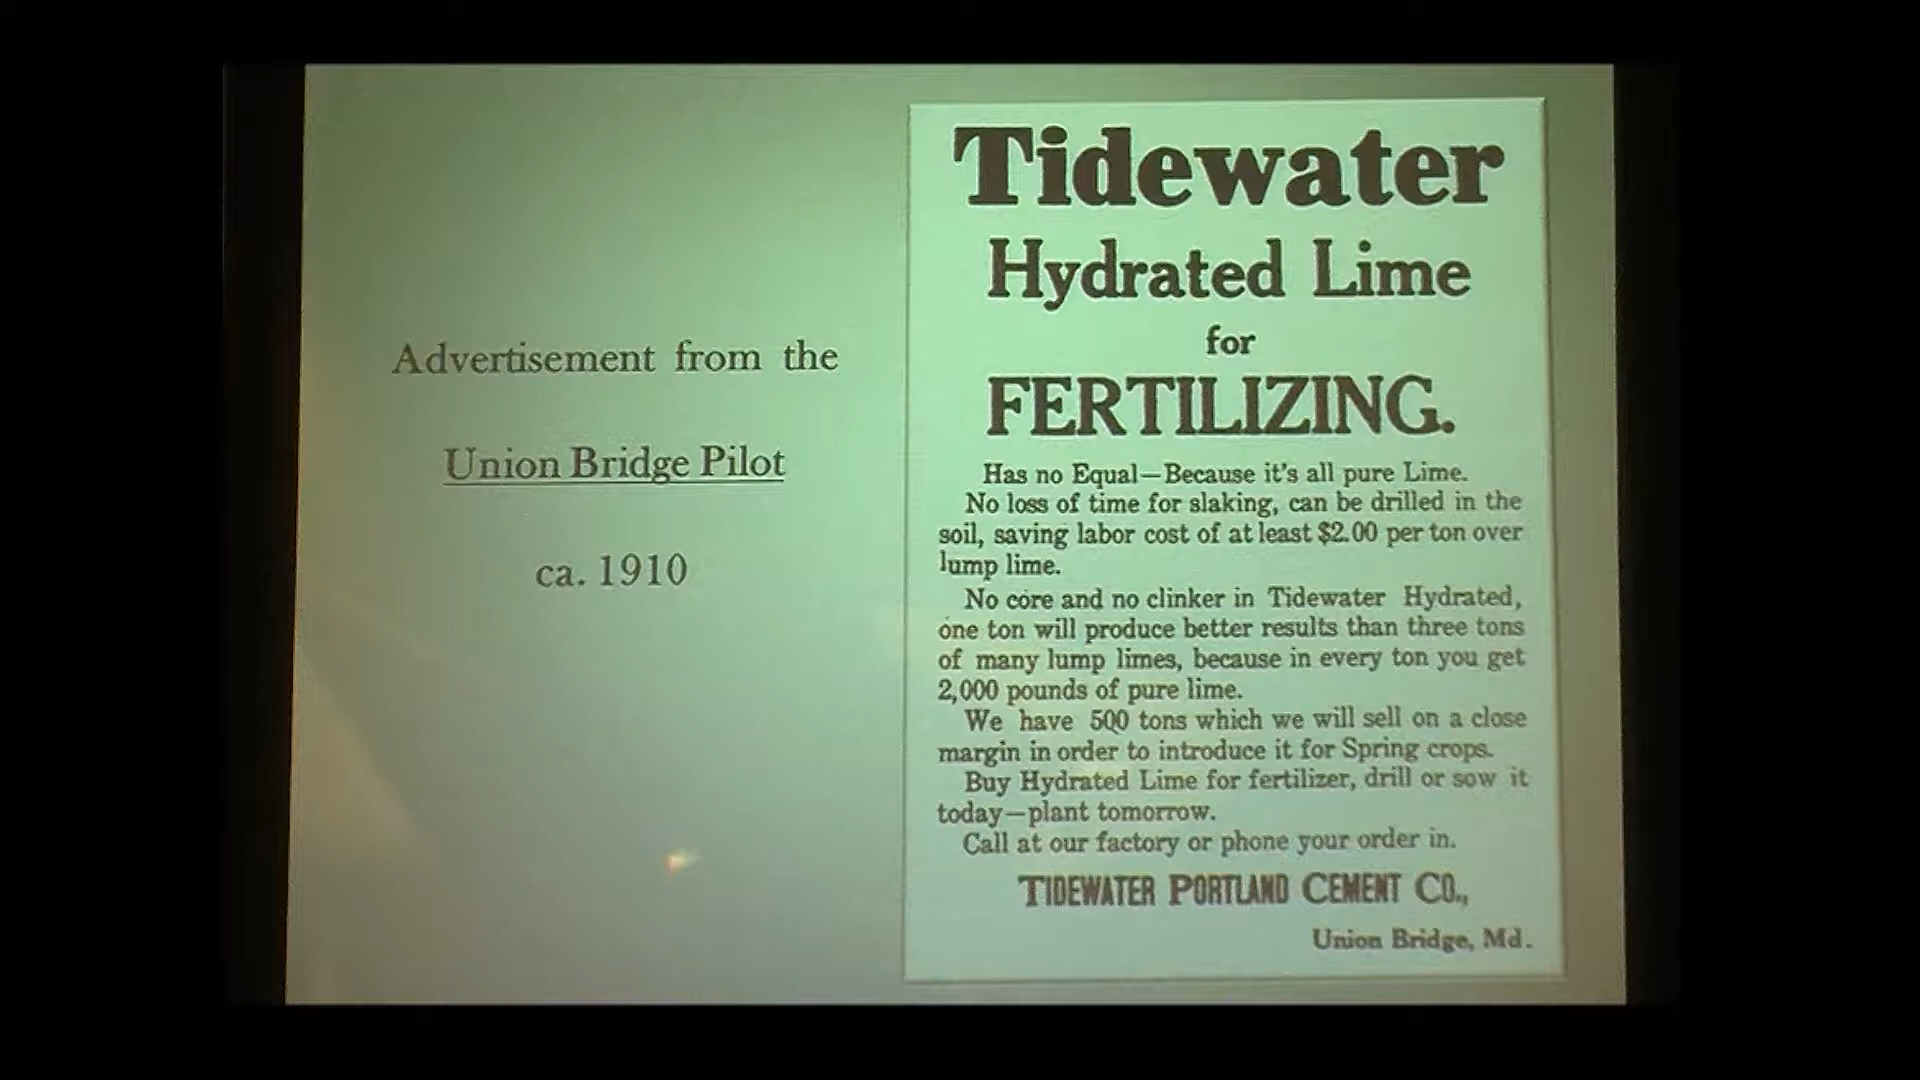 Advertisement from the
Union Bridge Pilot
ca. 1910
Tidewater
Hydrated Lime
for
FERTILIZING.
Has no Equal—Because it's all pure Lime.
No loss of time for slaking, can be drilled in the
soil, saving labor cost of at least $2.00 per ton over
lump lime.
No core and no clinker in Tidewater Hydrated,
one ton will produce better results than three tons
of many lump limes, because in every ton you get
2,000 pounds of pure lime.
We have 500 tons which we will sell on a close
margin in order to introduce it for Spring crops.
Buy Hydrated Lime for fertilizer, drill or sow it
today—plant tomorrow.
Call at our factory or phone your order in.
TIDEWATER PORTLAND CEMENT CO.,
Union Bridge, Md.